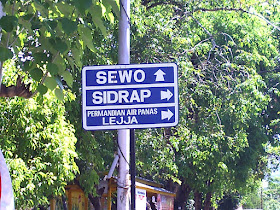 SEWO
SIDRAP
PERMANDIAN AIR PANAS
LEJJA